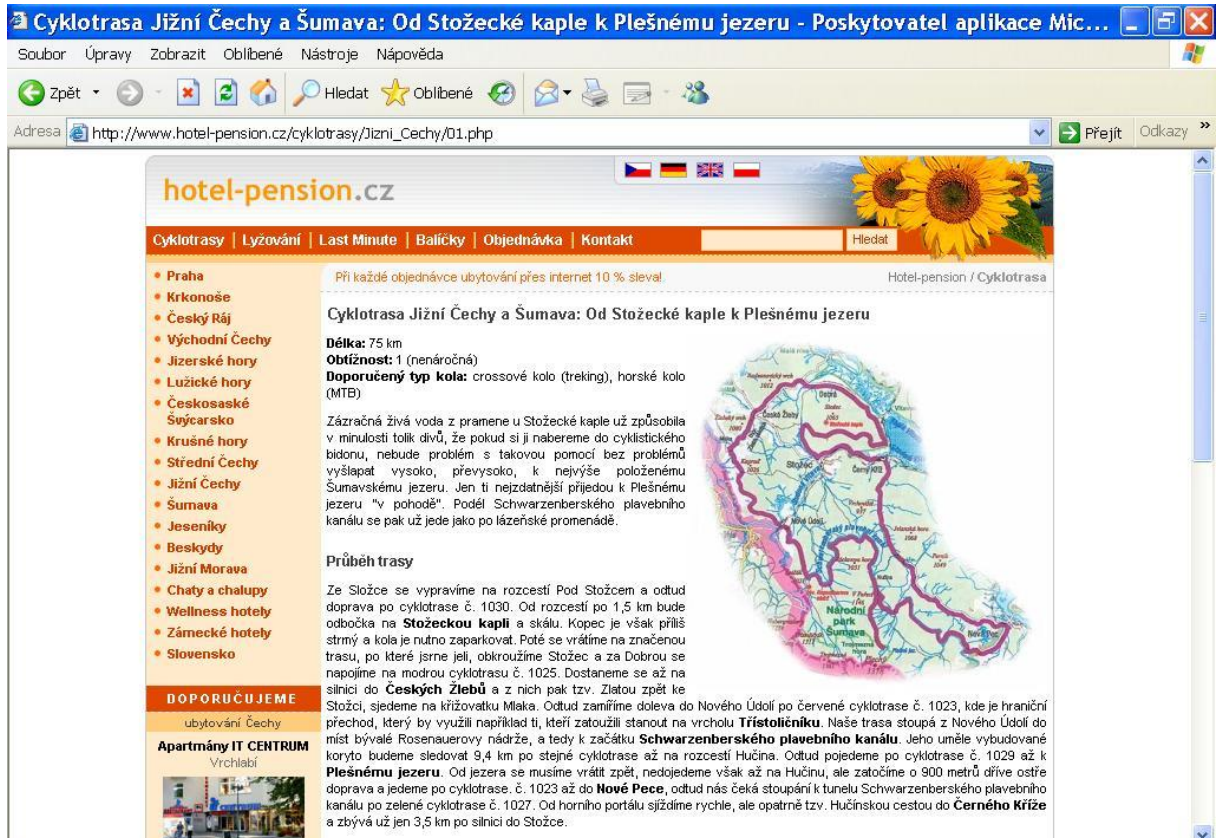 Cyklotrasa Jižní Čechy a Šumava: Od Stožecké kaple k Plešnému jezeru - Poskytovatel aplikace Mic...
Soubor Úpravy Zobrazit Oblíbené Nástroje Nápověda
Zpět Hledat Oblíbené
Adresa http://www.hotel-pension.cz/cyklotrasy/Jizni_Cechy/01.php Přejít Odkazy »
hotel-pension.cz
Cyklotrasy | Lyžování | Last Minute | Balíčky | Objednávka | Kontakt Hledat
Praha
Krkonoše
Český Ráj
Východní Čechy
Jizerské hory
Lužické hory
Českosaské
Švýcarsko
Krušné hory
Střední Čechy
Jižní Čechy
Šumava
Jeseníky
Beskydy
Jižní Morava
Chaty a chalupy
Wellness hotely
Zámecké hotely
Slovensko
DOPORUČUJEME
ubytování Čechy
Apartmány IT CENTRUM
Vrchlabí
Při každé objednávce ubytování přes internet 10 % sleva!
Hotel-pension / Cyklotrasa
Cyklotrasa Jižní Čechy a Šumava: Od Stožecké kaple k Plešnému jezeru
Délka: 75 km
Obtížnost: 1 (nenáročná)
Doporučený typ kola: crossové kolo (treking), horské kolo
(MTB)
Zázračná živá voda z pramene u Stožecké kaple už způsobila
v minulosti tolik divů, že pokud si ji nabereme do cyklistického
bidonu, nebude problém s takovou pomocí bez problémů
vyšlapat vysoko, převysoko, k nejvýše položenému
Šumavskému jezeru. Jen ti nejzdatnější přijedou k Plešnému
jezeru "v pohodě". Podél Schwarzenberského plavebního
kanálu se pak už jede jako po lázeňské promenádě.
Průběh trasy
Ze Složce se vypravíme na rozcestí Pod Stožcem a odtud
doprava po cyklotrase č. 1030. Od rozcestí po 1,5 km bude
odbočka na Stožeckou kapli a skálu. Kopec je však příliš
strmý a kola je nutno zaparkovat. Poté se vrátíme na značenou
trasu, po které jsrne jeli, obkroužíme Stožec a za Dobrou se
napojíme na modrou cyklotrasu č. 1025. Dostaneme se až na
silnici do Českých Žlebů a z nich pak tzv. Zlatou zpět ke
Stožci, sjedeme na křižovatku Mlaka. Odtud zamíříme doleva do Nového Údolí po červené cyklotrase č. 1023, kde je hraniční
přechod, který by využili například ti, kteří zatoužili stanout na vrcholu Třístoličníku. Naše trasa stoupá z Nového Údolí do
míst bývalé Rosenauerovy nádrže, a tedy k začátku Schwarzenberského plavebního kanálu. Jeho uměle vybudované
koryto budeme sledovat 9,4 km po stejné cyklotrase až na rozcestí Hučina. Odtud pojedeme po cyklotrase č. 1029 až k
Plešnému jezeru. Od jezera se musíme vrátit zpět, nedojedeme však až na Hučinu, ale zatočíme o 900 metrů dříve ostře
doprava a jedeme po cyklotrase. č. 1023 až do Nové Pece, odtud nás čeká stoupání k tunelu Schwarzenberského plavebního
kanálu po zelené cyklotrase č. 1027. Od horního portálu sjíždíme rychle, ale opatrně tzv. Hučínskou cestou do Černého Kříže
a zbývá už jen 3,5 km po silnici do Stožce.
Dobrá
České Žleby
Stožec
Černý Kříž
Nové Údolí
Národní
park
Šumava
Nová Pec